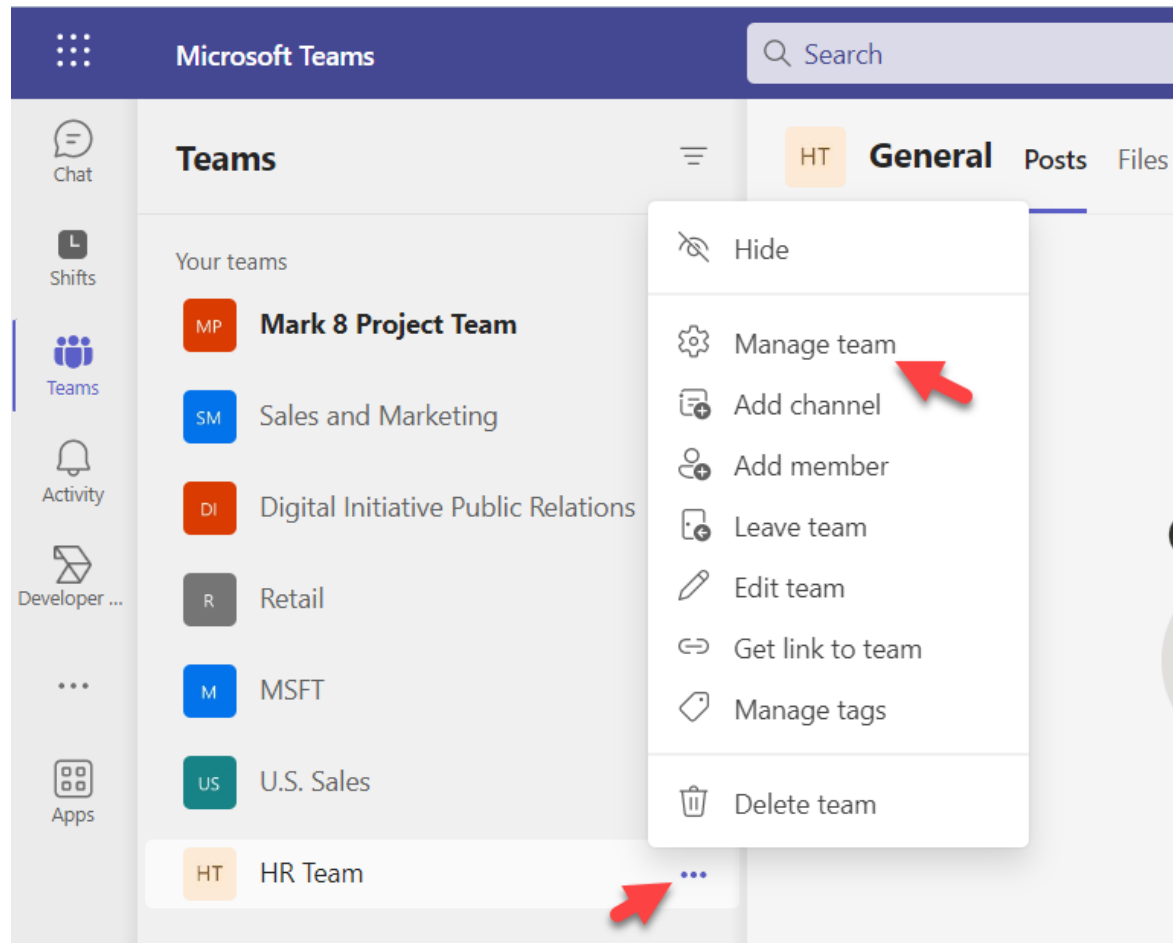 Microsoft Teams
Search
Chat
Shifts
Teams
Activity
Developer ...
Apps
Teams
Your teams
MP Mark 8 Project Team
SM Sales and Marketing
DI Digital Initiative Public Relations
R Retail
M MSFT
US U.S. Sales
HT HR Team
HT General Posts Files
Hide
Manage team
Add channel
Add member
Leave team
Edit team
Get link to team
Manage tags
Delete team